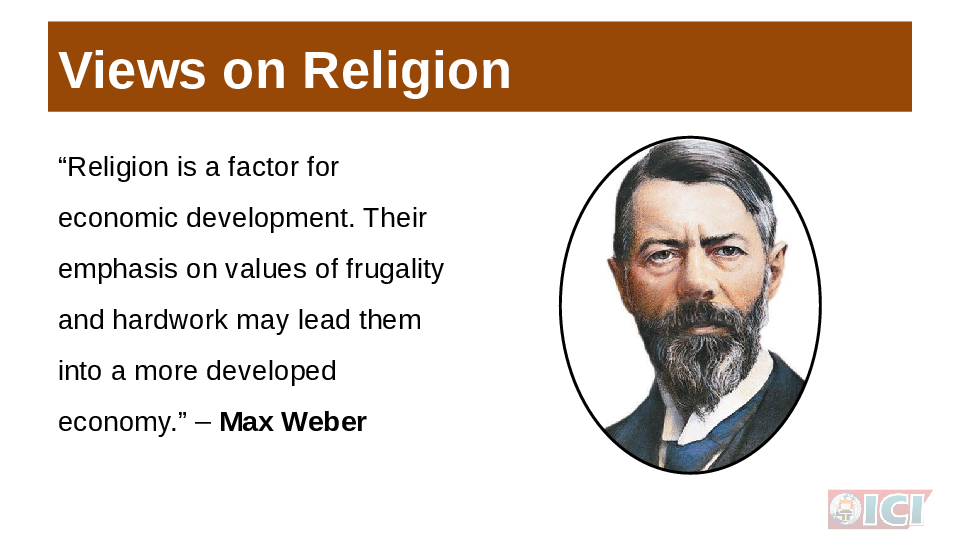 Views on Religion
“Religion is a factor for
economic development. Their
emphasis on values of frugality
and hardwork may lead them
into a more developed
economy.” – Max Weber
ICI